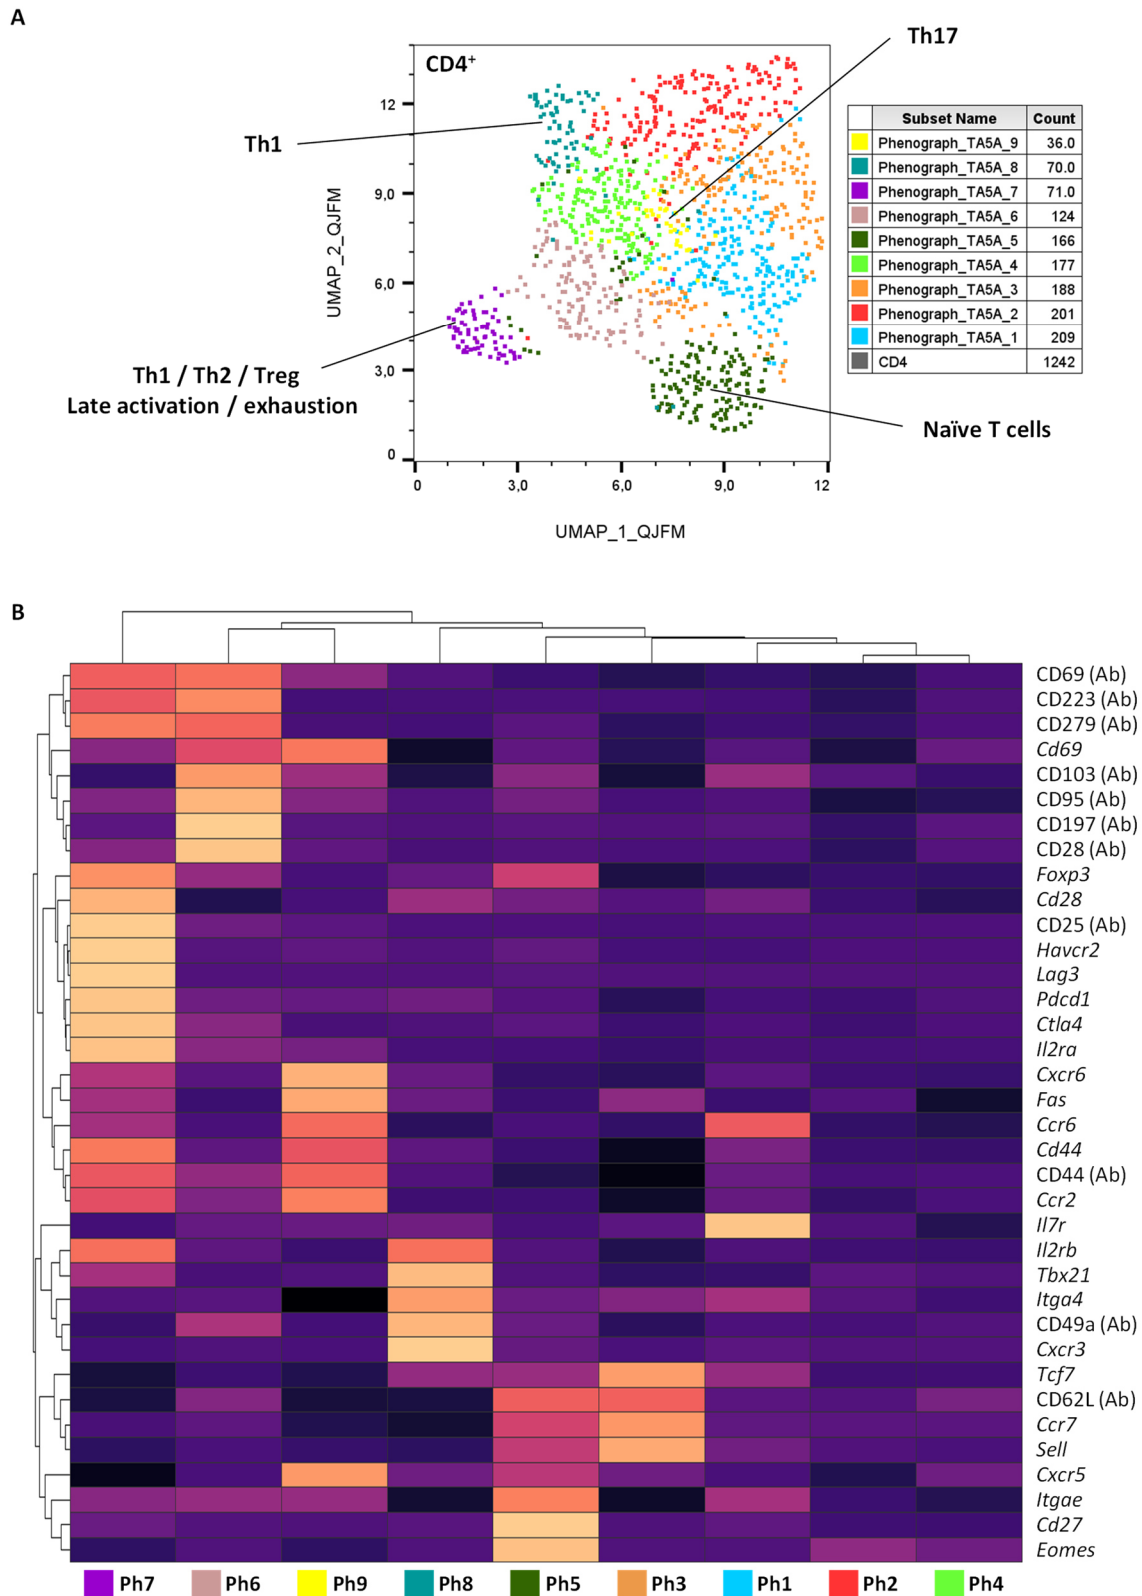 A
CD4+
Th17
Th1
Th1 / Th2 / Treg
Late activation / exhaustion
Naïve T cells
UMAP_2_QJFM
12
9,0
6,0
3,0
0
0 3,0 6,0 9,0 12
UMAP_1_QJFM
Subset Name Count
Phenograph_TA5A_9 36.0
Phenograph_TA5A_8 70.0
Phenograph_TA5A_7 71.0
Phenograph_TA5A_6 124
Phenograph_TA5A_5 166
Phenograph_TA5A_4 177
Phenograph_TA5A_3 188
Phenograph_TA5A_2 201
Phenograph_TA5A_1 209
CD4 1242
B
CD69 (Ab)
CD223 (Ab)
CD279 (Ab)
Cd69
CD103 (Ab)
CD95 (Ab)
CD197 (Ab)
CD28 (Ab)
Foxp3
Cd28
CD25 (Ab)
Havcr2
Lag3
Pdcd1
Ctla4
Il2ra
Cxcr6
Fas
Ccr6
Cd44
CD44 (Ab)
Ccr2
Il7r
Il2rb
Tbx21
Itga4
CD49a (Ab)
Cxcr3
Tcf7
CD62L (Ab)
Ccr7
Sell
Cxcr5
Itgae
Cd27
Eomes
Ph7 Ph6 Ph9 Ph8 Ph5 Ph3 Ph1 Ph2 Ph4